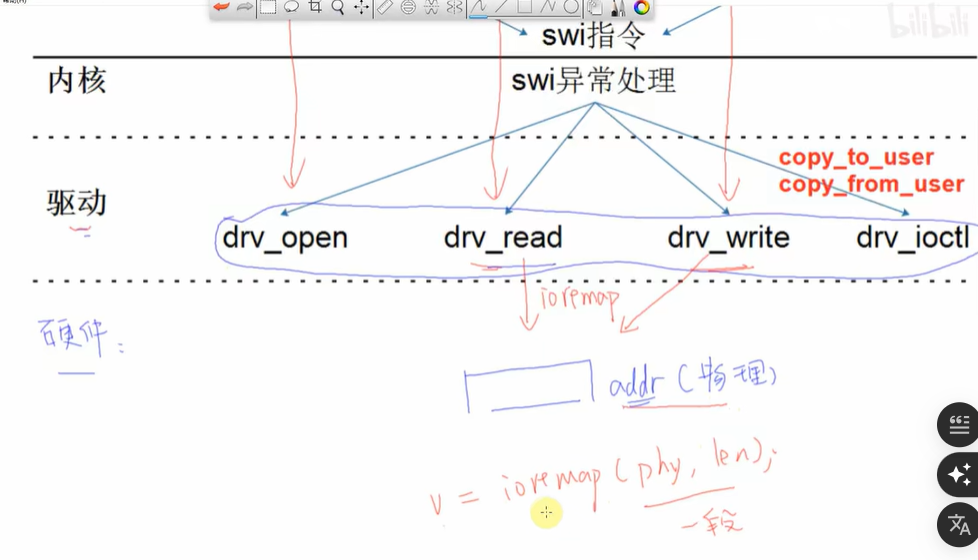 bilibili
swi指令
内核
swi异常处理
copy_to_user
copy_from_user
驱动
drv_open
drv_read
drv_write
drv_ioctl
ioremap
硬件:
addr (物理)
v = ioremap (phy, len);
一段